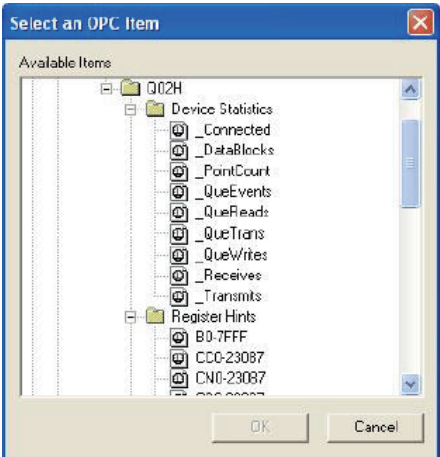 Select an OPC Item
Available Items
Q02H
Device Statistics
_Connected
_DataBlocks
_PointCount
_QueEvents
_QueReads
_QueTrans
_QueWrites
_Receives
_Transmits
Register Hints
B0-7FFF
CC0-23087
CN0-23087
OK
Cancel